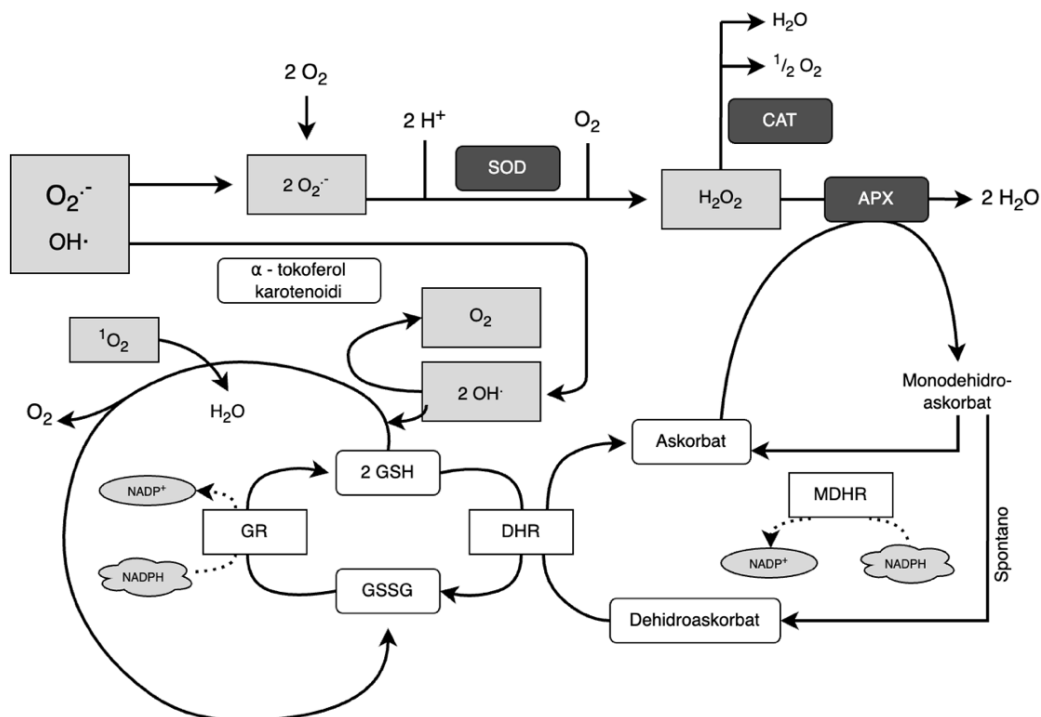 H₂O
½ O₂
CAT
2 O₂
2 H⁺
O₂
SOD
O₂·⁻
OH·
2 O₂·⁻
H₂O₂
APX
2 H₂O
α - tokoferol
karotenoidi
¹O₂
O₂
2 OH·
O₂
H₂O
Monodehidro-
askorbat
Askorbat
2 GSH
NADP⁺
GR
DHR
MDHR
NADPH
NADP⁺
NADPH
Spontano
GSSG
Dehidroaskorbat